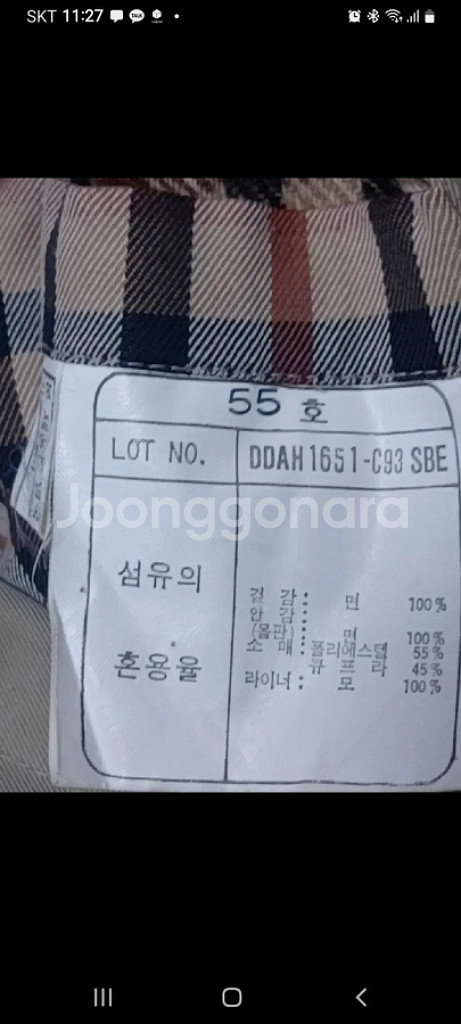 SKT 11:27
55 호
LOT NO. DDAH1651-C93 SBE
Joonggonara
섬유의
혼용율
겉 감 : 면 100%
안 감 :
(몸판) : 면 100%
소 매 : 폴리에스텔 55%
큐 프 라 45%
라이너 : 모 100%